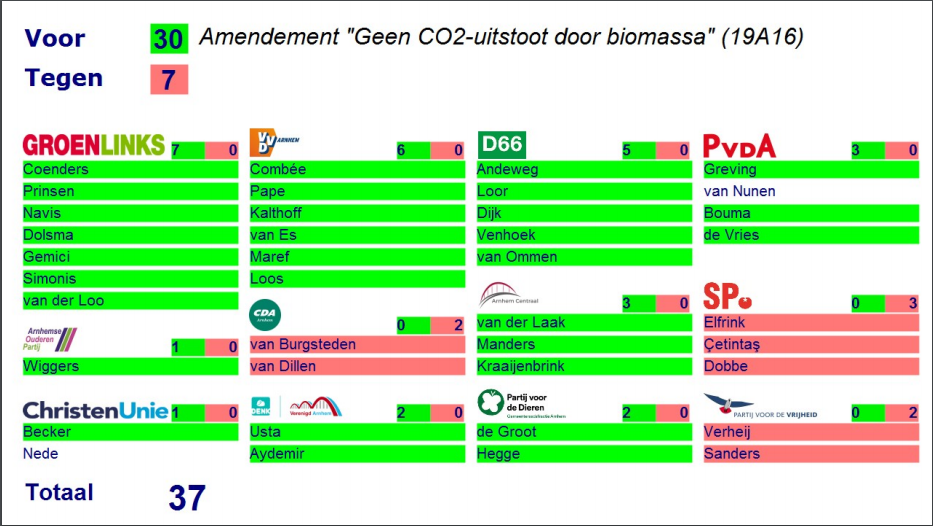 Voor 30 Amendement "Geen CO2-uitstoot door biomassa" (19A16)
Tegen 7
GROENLINKS 7 0
Coenders
Prinsen
Navis
Dolsma
Gemici
Simonis
van der Loo
VVD ARNHEM 6 0
Combée
Pape
Kalthoff
van Es
Maref
Loos
D66 5 0
Andeweg
Loor
Dijk
Venhoek
van Ommen
PvdA 3 0
Greving
van Nunen
Bouma
de Vries
Arnhemse
Ouderen
Partij 1 0
Wiggers
CDA
Arnhem 0 2
van Burgsteden
van Dillen
Arnhem Centraal 3 0
van der Laak
Manders
Kraaijenbrink
SP. 0 3
Elfrink
Çetintaş
Dobbe
ChristenUnie 1 0
Becker
Nede
DENK Verenigd Arnhem 2 0
Usta
Aydemir
Partij voor
de Dieren
Gemeenteraadsfractie Arnhem 2 0
de Groot
Hegge
PARTIJ VOOR DE VRIJHEID 0 2
Verheij
Sanders
Totaal 37